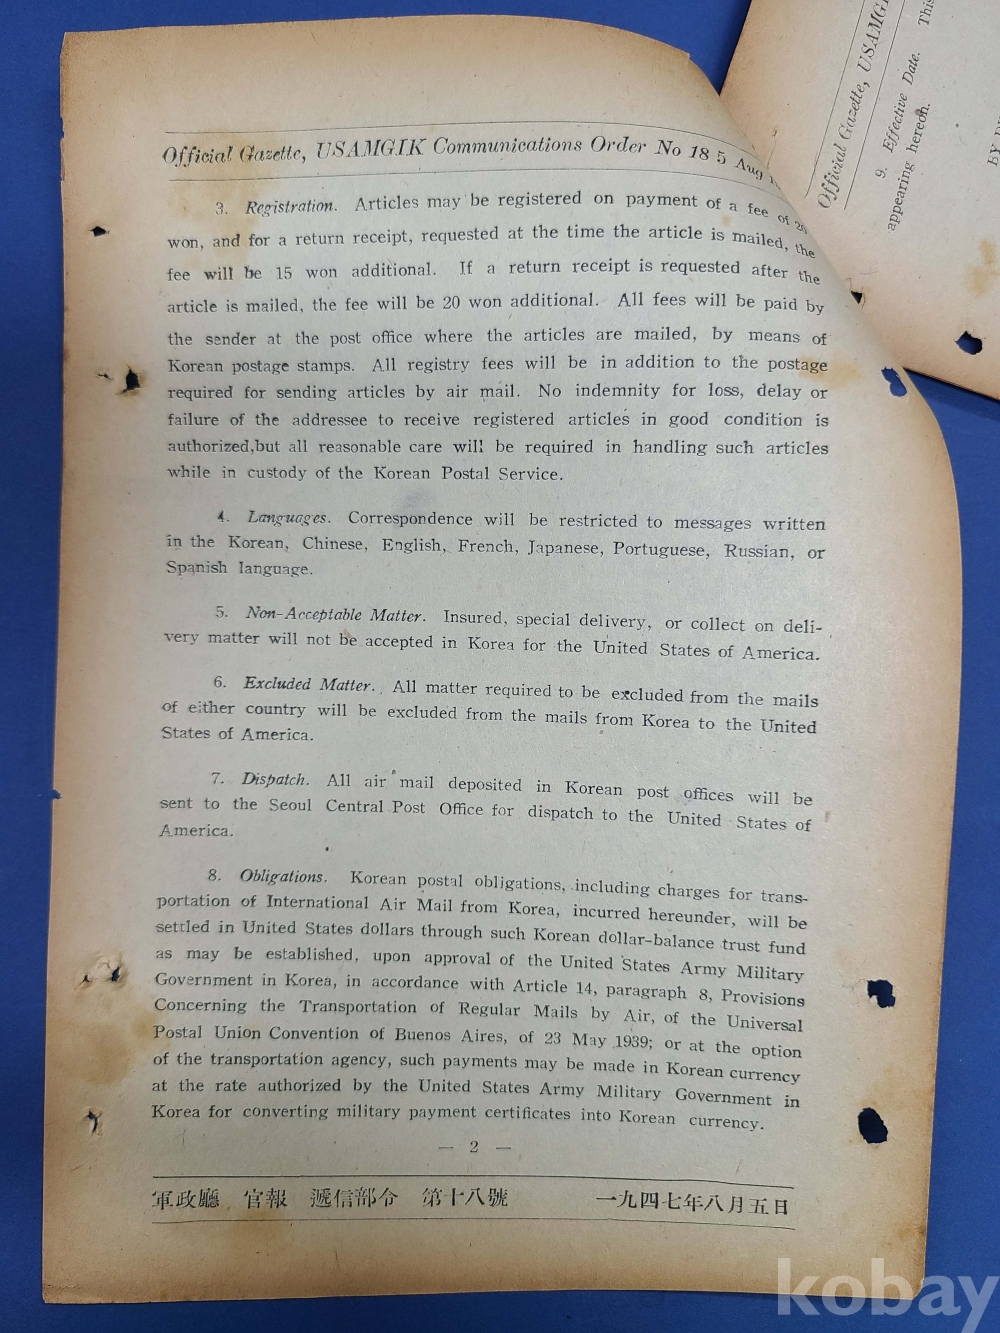 Official Gazette, USAMGIK Communications Order No 18 5 Aug
3. Registration. Articles may be registered on payment of a fee of 20
won, and for a return receipt, requested at the time the article is mailed, the
fee will be 15 won additional. If a return receipt is requested after the
article is mailed, the fee will be 20 won additional. All fees will be paid by
the sender at the post office where the articles are mailed, by means of
Korean postage stamps. All registry fees will be in addition to the postage
required for sending articles by air mail. No indemnity for loss, delay or
failure of the addressee to receive registered articles in good condition is
authorized,but all reasonable care will be required in handling such articles
while in custody of the Korean Postal Service.
4. Languages. Correspondence will be restricted to messages written
in the Korean, Chinese, English, French, Japanese, Portuguese, Russian, or
Spanish language.
5. Non-Acceptable Matter. Insured, special delivery, or collect on deli-
very matter will not be accepted in Korea for the United States of America.
6. Excluded Matter. All matter required to be excluded from the mails
of either country will be excluded from the mails from Korea to the United
States of America.
7. Dispatch. All air mail deposited in Korean post offices will be
sent to the Seoul Central Post Office for dispatch to the United States of
America.
8. Obligations. Korean postal obligations, including charges for trans-
portation of International Air Mail from Korea, incurred hereunder, will be
settled in United States dollars through such Korean dollar-balance trust fund
as may be established, upon approval of the United States Army Military
Government in Korea, in accordance with Article 14, paragraph 8, Provisions
Concerning the Transportation of Regular Mails by Air, of the Universal
Postal Union Convention of Buenos Aires, of 23 May 1939; or at the option
of the transportation agency, such payments may be made in Korean currency
at the rate authorized by the United States Army Military Government in
Korea for converting military payment certificates into Korean currency.
— 2 —
軍政廳 官報 遞信部令 第十八號 一九四七年八月五日
Official Gazette, USAMGI
9. Effective Date. This
appearing hereon.
kobay